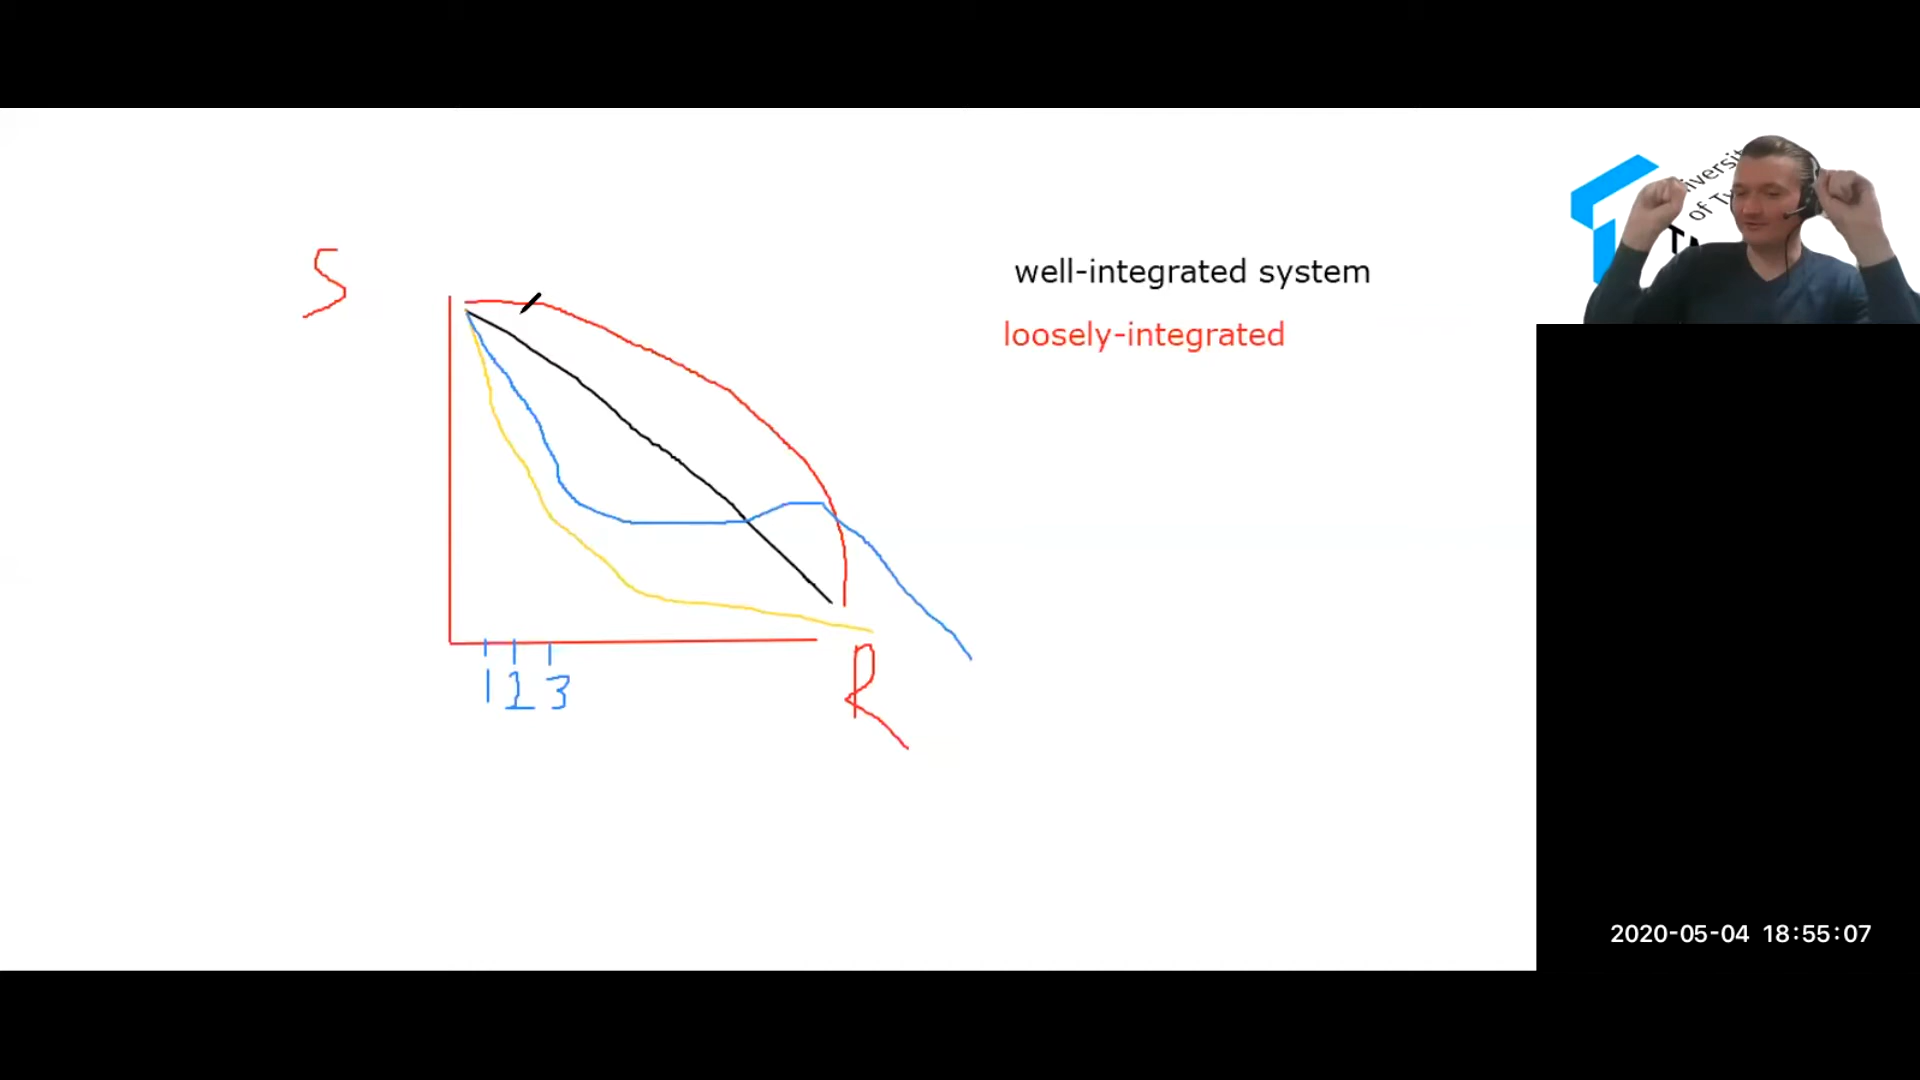 S
well-integrated system
loosely-integrated
1 2 3
R
2020-05-04 18:55:07